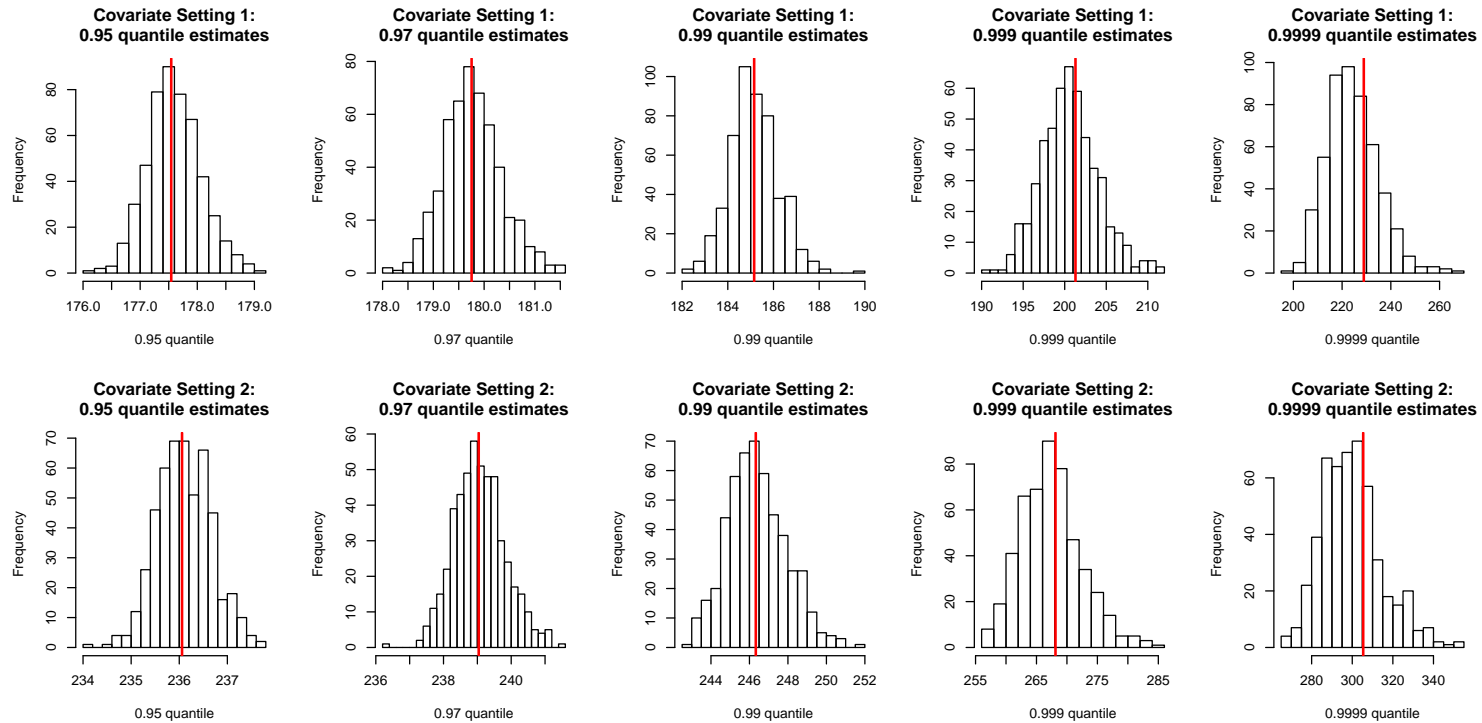 Covariate Setting 1:
0.95 quantile estimates
Frequency
0
20
40
60
80
176.0
177.0
178.0
179.0
0.95 quantile
Covariate Setting 1:
0.97 quantile estimates
Frequency
0
20
40
60
80
178.0
179.0
180.0
181.0
0.97 quantile
Covariate Setting 1:
0.99 quantile estimates
Frequency
0
20
40
60
80
100
182
184
186
188
190
0.99 quantile
Covariate Setting 1:
0.999 quantile estimates
Frequency
0
10
20
30
40
50
60
190
195
200
205
210
0.999 quantile
Covariate Setting 1:
0.9999 quantile estimates
Frequency
0
20
40
60
80
100
200
220
240
260
0.9999 quantile
Covariate Setting 2:
0.95 quantile estimates
Frequency
0
10
20
30
40
50
60
70
234
235
236
237
0.95 quantile
Covariate Setting 2:
0.97 quantile estimates
Frequency
0
10
20
30
40
50
60
236
238
240
0.97 quantile
Covariate Setting 2:
0.99 quantile estimates
Frequency
0
10
20
30
40
50
60
70
244
246
248
250
252
0.99 quantile
Covariate Setting 2:
0.999 quantile estimates
Frequency
0
20
40
60
80
255
265
275
285
0.999 quantile
Covariate Setting 2:
0.9999 quantile estimates
Frequency
0
20
40
60
280
300
320
340
0.9999 quantile